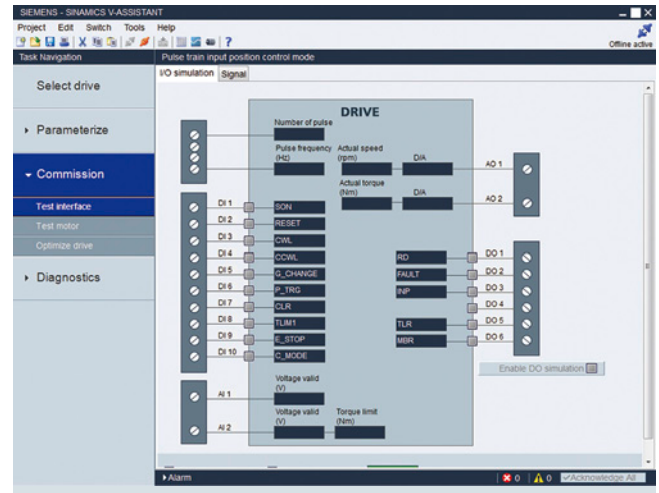 SIEMENS - SINAMICS V-ASSISTANT
Project Edit Switch Tools Help
Offline active
Task Navigation
Pulse train input position control mode
Select drive
Parameterize
Commission
Test interface
Test motor
Optimize drive
Diagnostics
I/O simulation Signal
DRIVE
Number of pulse
Pulse frequency (Hz)
Actual speed (rpm)
D/A
AO 1
Actual torque (Nm)
D/A
AO 2
DI 1 SON
DI 2 RESET
DI 3 CWL
DI 4 CCWL
DI 5 G_CHANGE
DI 6 P_TRG
DI 7 CLR
DI 8 TLIM1
DI 9 E_STOP
DI 10 C_MODE
RD DO 1
FAULT DO 2
INP DO 3
DO 4
TLR DO 5
MBR DO 6
Enable DO simulation
AI 1
Voltage valid (V)
AI 2
Voltage valid (V)
Torque limit (Nm)
Alarm
0
0
Acknowledge All